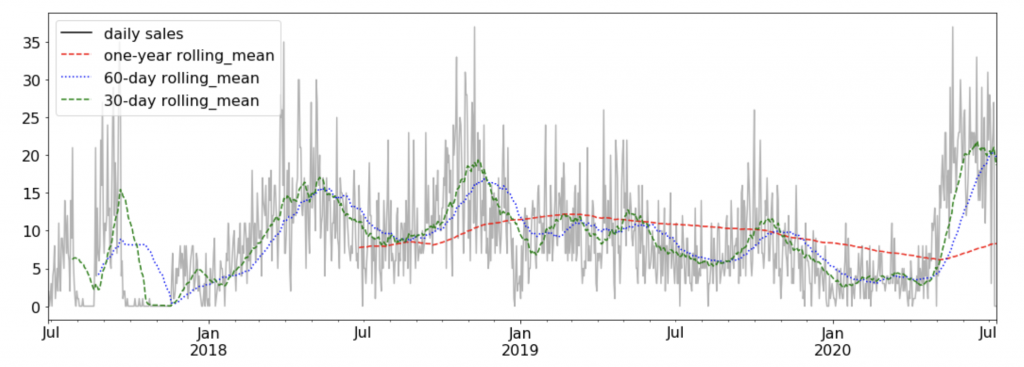 daily sales
one-year rolling_mean
60-day rolling_mean
30-day rolling_mean
35
30
25
20
15
10
5
0
Jul Jan Jul Jan Jul Jan Jul
2018 2019 2020